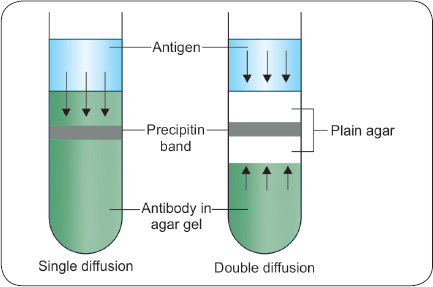 Antigen
Precipitin
band
Plain agar
Antibody in
agar gel
Single diffusion
Double diffusion